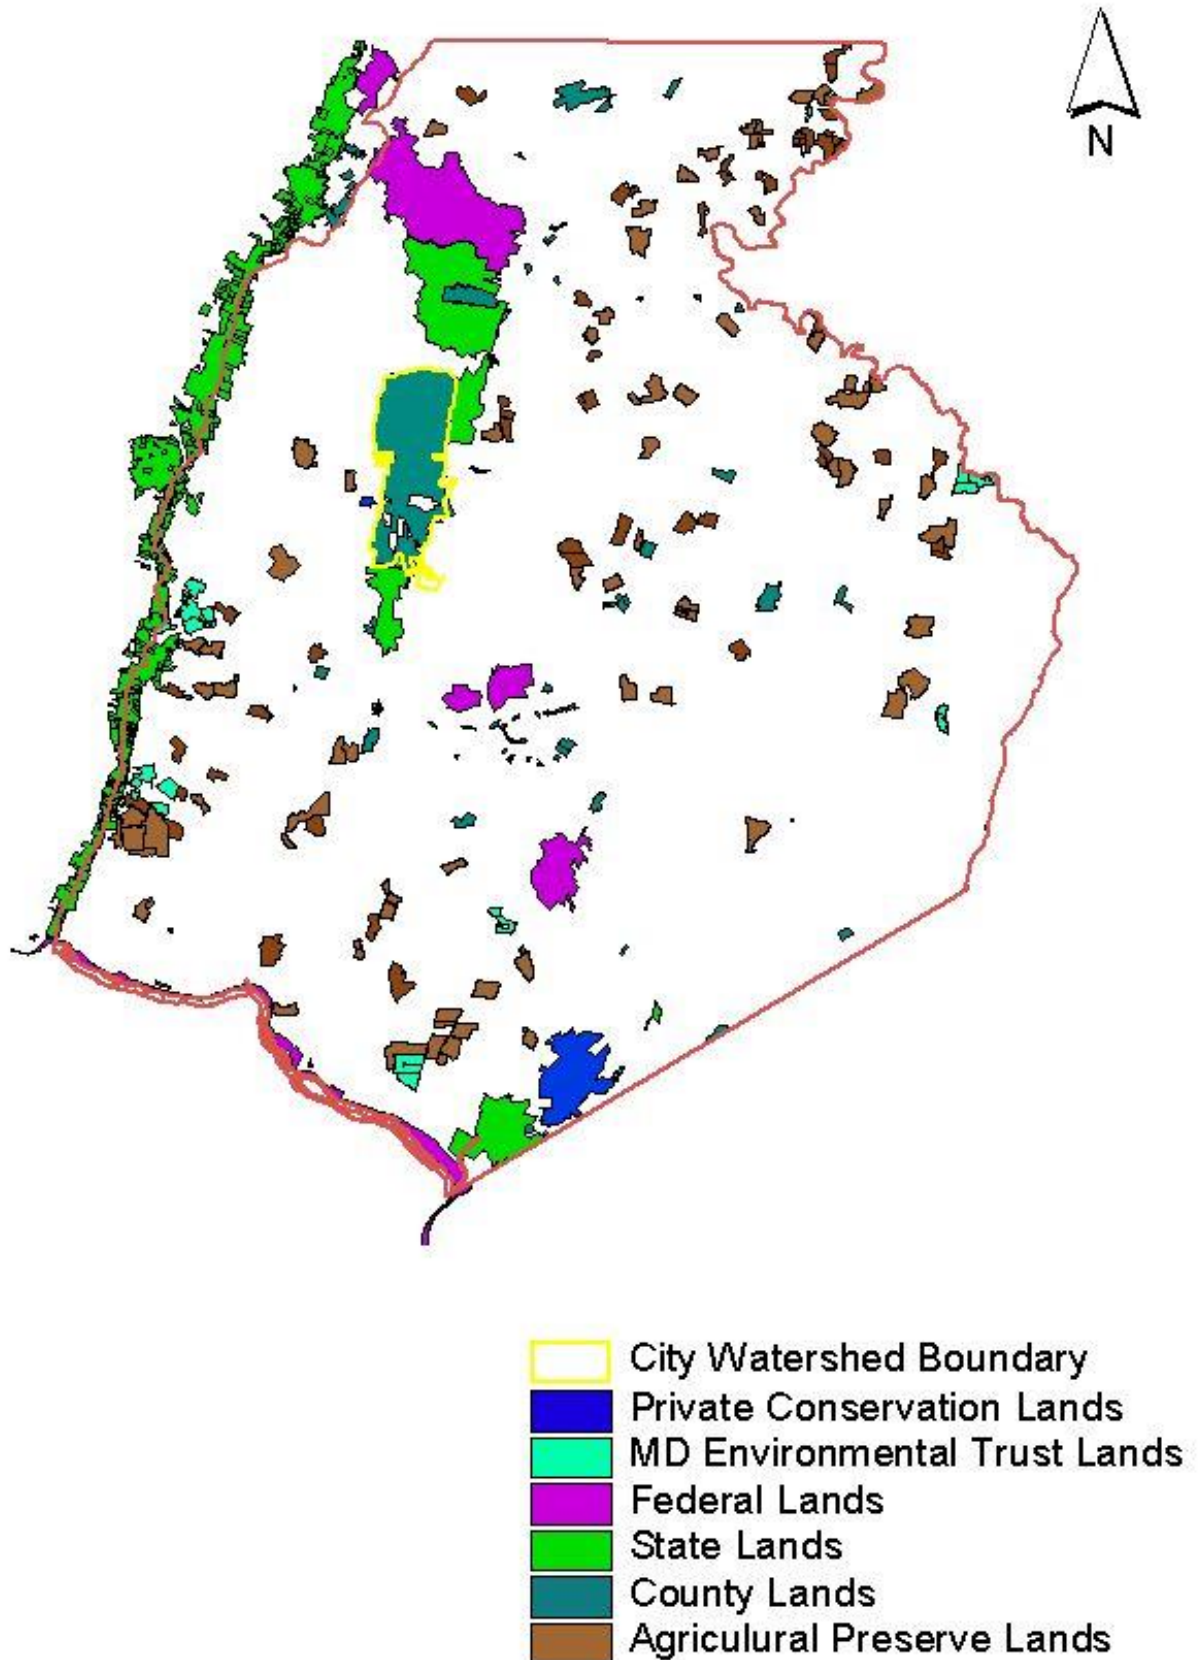 N
City Watershed Boundary
Private Conservation Lands
MD Environmental Trust Lands
Federal Lands
State Lands
County Lands
Agriculural Preserve Lands